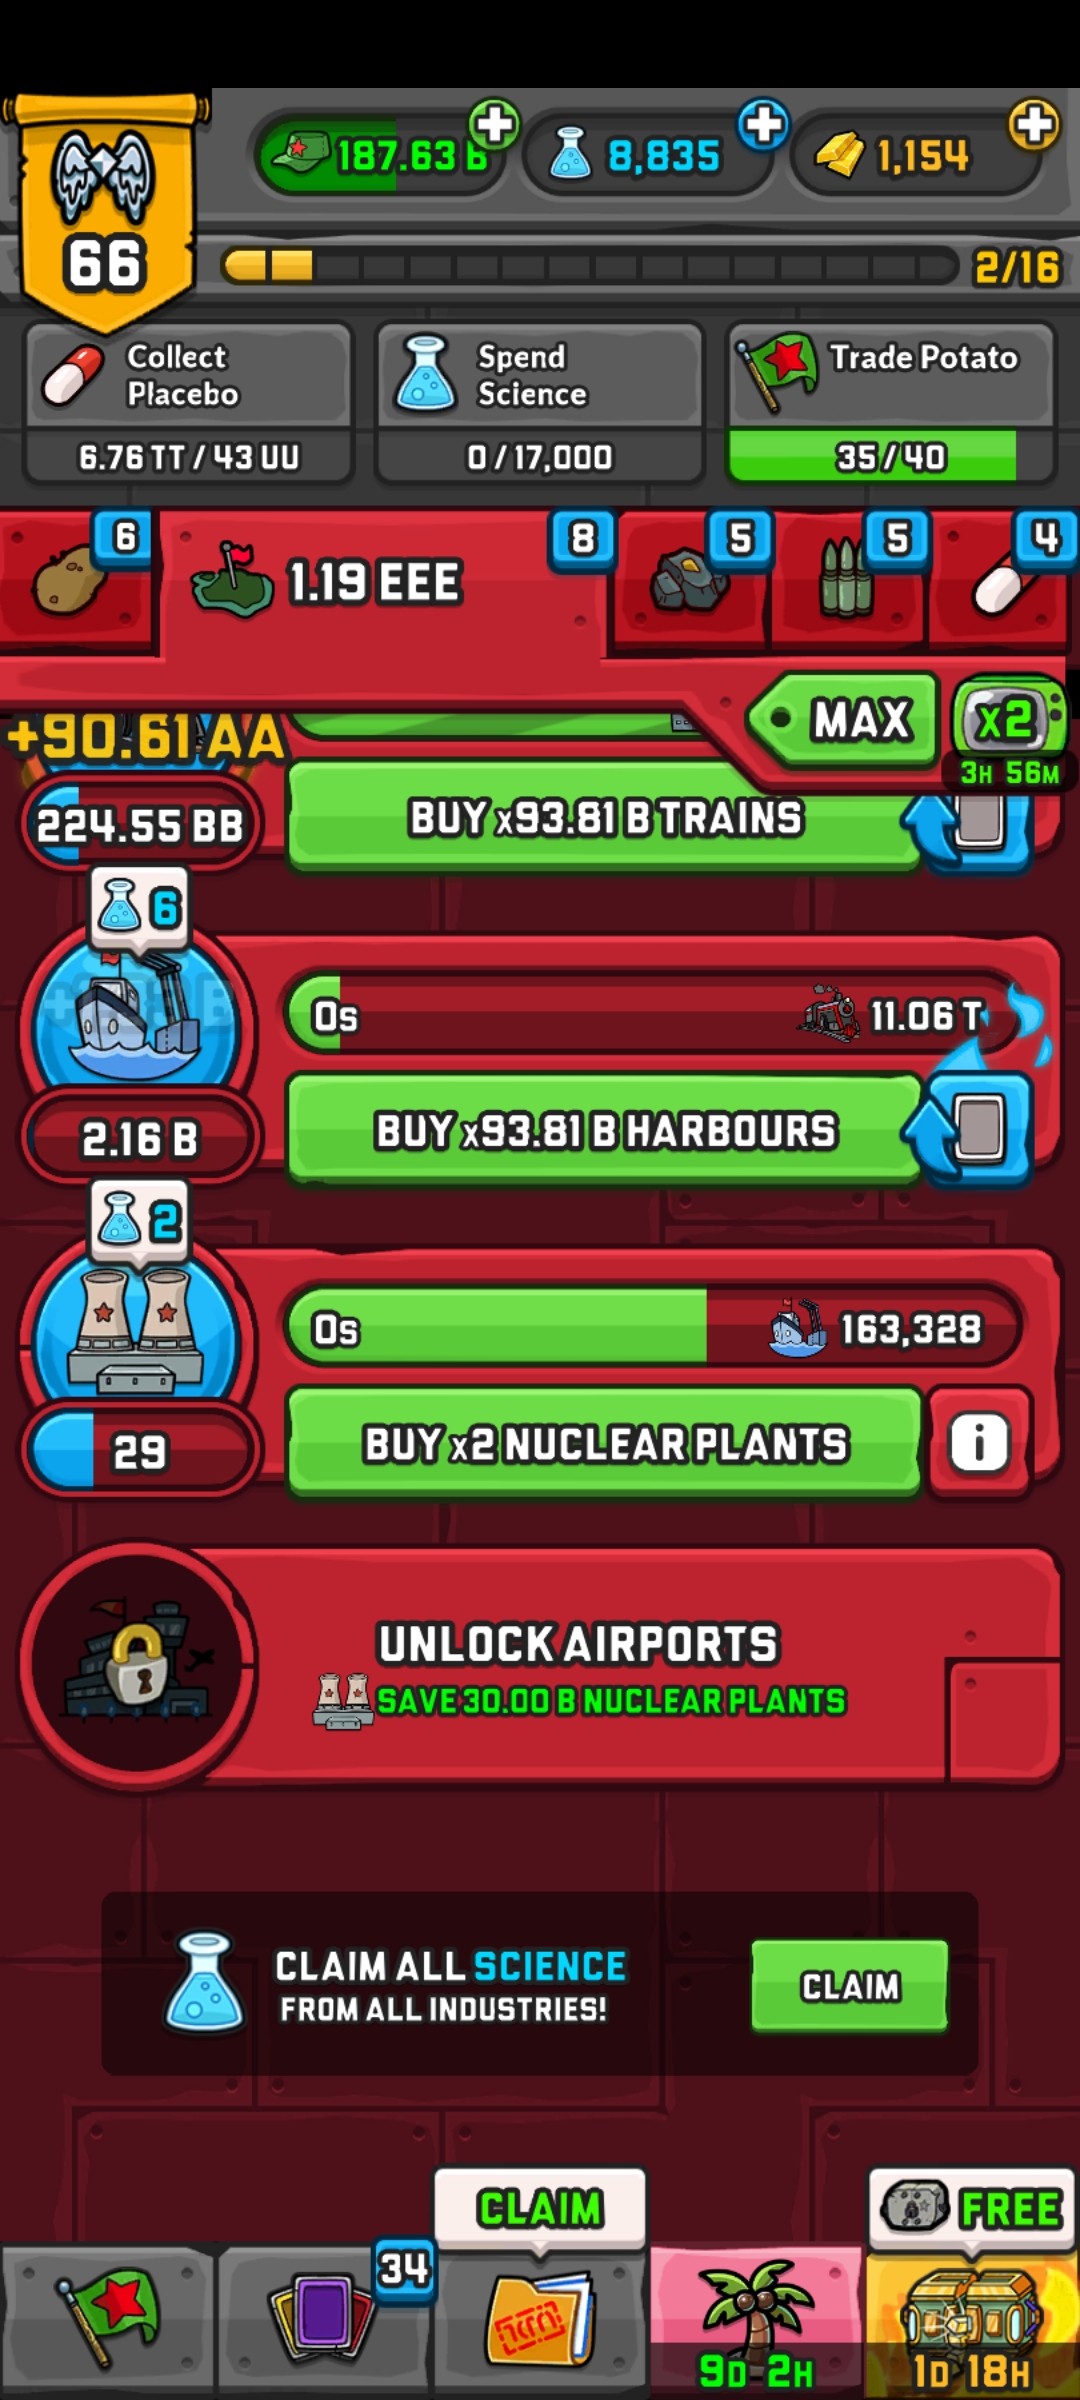 187.63 B
8,835
1,154
66
2/16
Collect
Placebo
6.76 TT / 43 UU
Spend
Science
0 / 17,000
Trade Potato
35 / 40
6
1.19 EEE
8
5
5
4
MAX
x2
3H 56M
+90.61 AA
224.55 BB
BUY x93.81 B TRAINS
6
0s
11.06 T
2.16 B
BUY x93.81 B HARBOURS
2
0s
163,328
29
BUY x2 NUCLEAR PLANTS
i
UNLOCK AIRPORTS
SAVE 30.00 B NUCLEAR PLANTS
CLAIM ALL SCIENCE
FROM ALL INDUSTRIES!
CLAIM
CLAIM
FREE
34
9D 2H
1D 18H